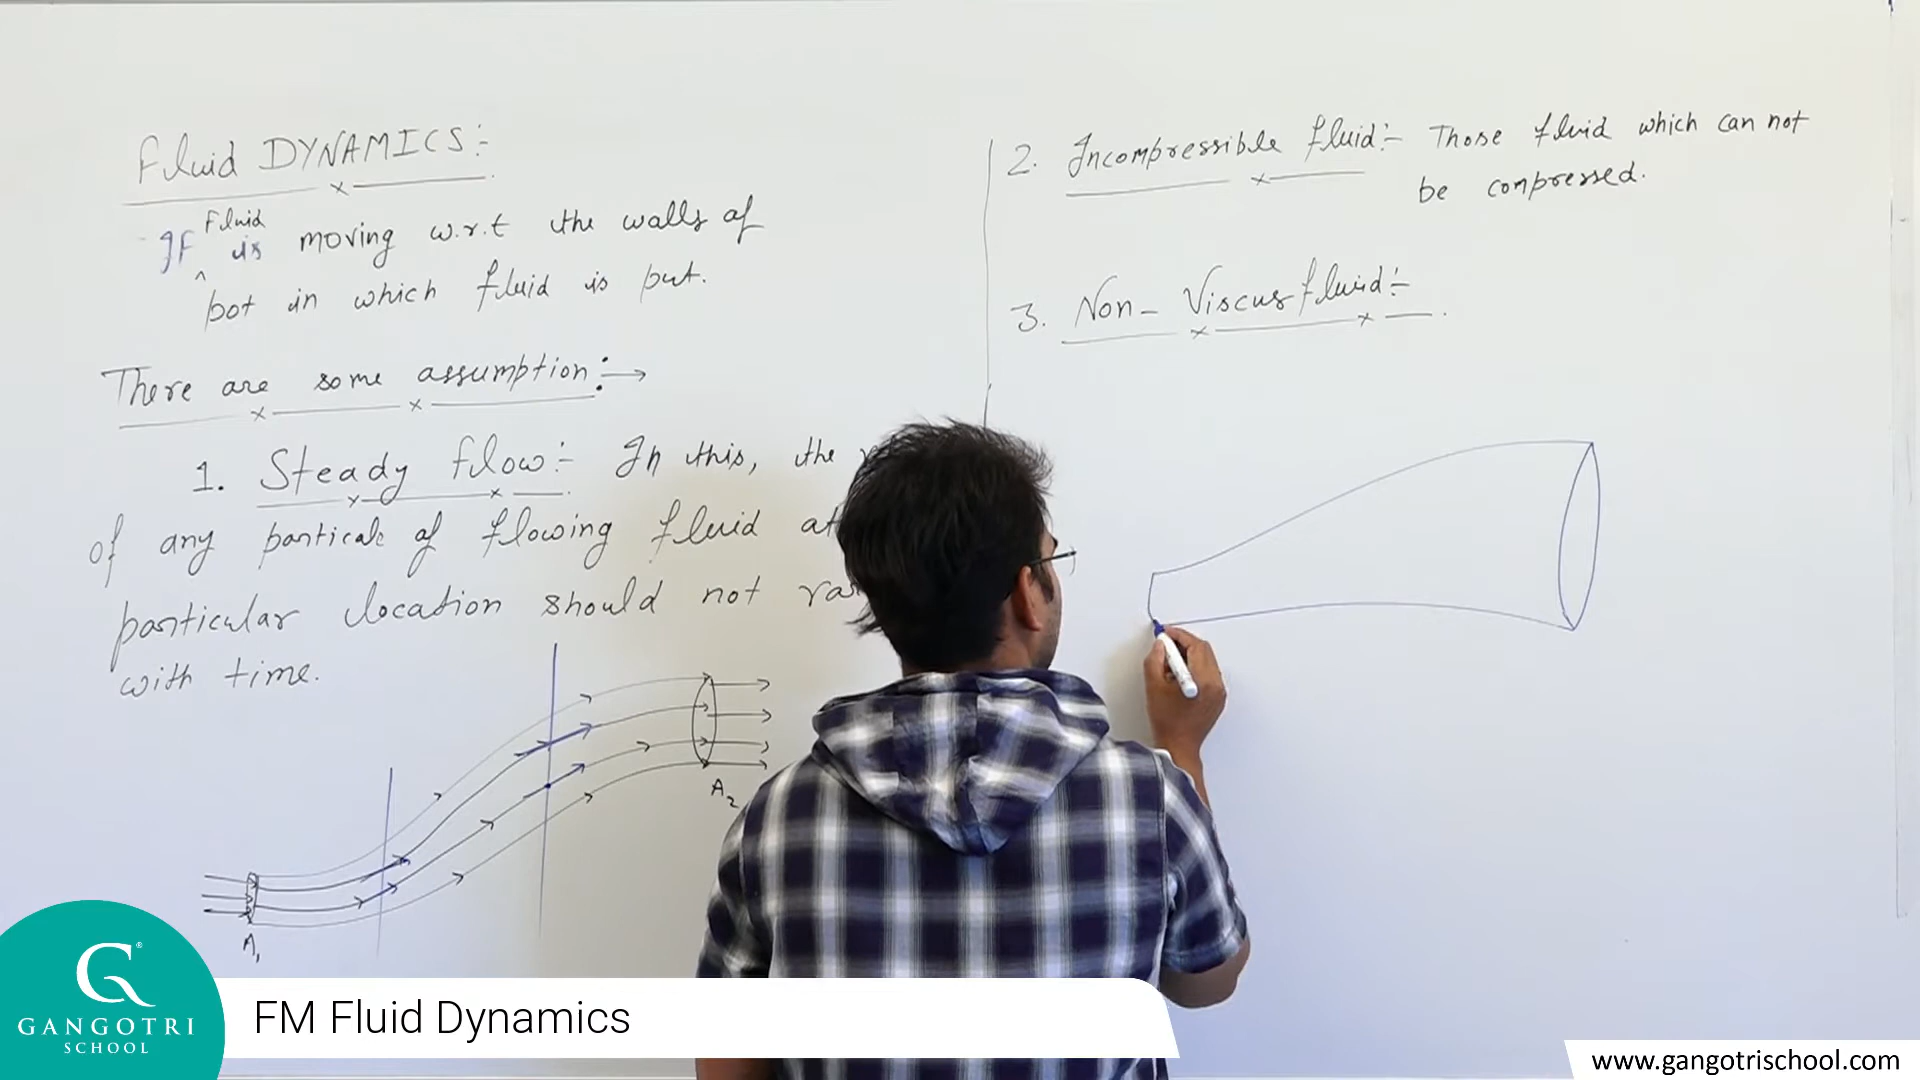 Fluid DYNAMICS:-
Fluid
If ^ is moving w.r.t the walls of
pot in which fluid is put.
There are some assumption:→
1. Steady flow:- In this, the
of any particle of flowing fluid at
particular location should not
with time.
A1
A2
2. Incompressible fluid:- Those fluid which can not
be compressed.
3. Non-Viscus fluid:-
G®
GANGOTRI
SCHOOL
FM Fluid Dynamics
www.gangotrischool.com